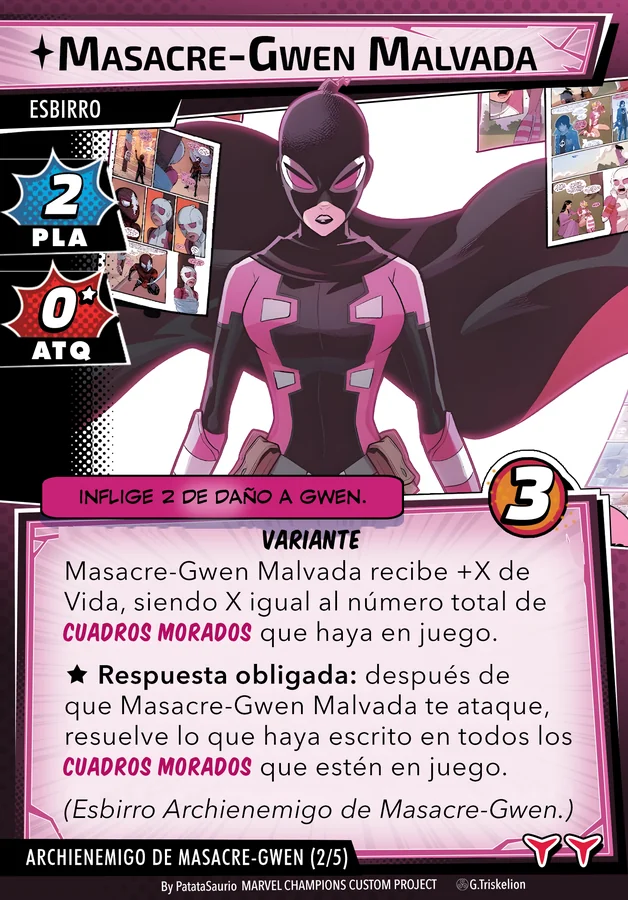 MASACRE-GWEN MALVADA
ESBIRRO
2
PLA
0★
ATQ
INFLIGE 2 DE DAÑO A GWEN.
3
VARIANTE
Masacre-Gwen Malvada recibe +X de
Vida, siendo X igual al número total de
CUADROS MORADOS que haya en juego.
★ Respuesta obligada: después de
que Masacre-Gwen Malvada te ataque,
resuelve lo que haya escrito en todos los
CUADROS MORADOS que estén en juego.
(Esbirro Archienemigo de Masacre-Gwen.)
ARCHIENEMIGO DE MASACRE-GWEN (2/5)
By PatataSaurio MARVEL CHAMPIONS CUSTOM PROJECT G.Triskelion